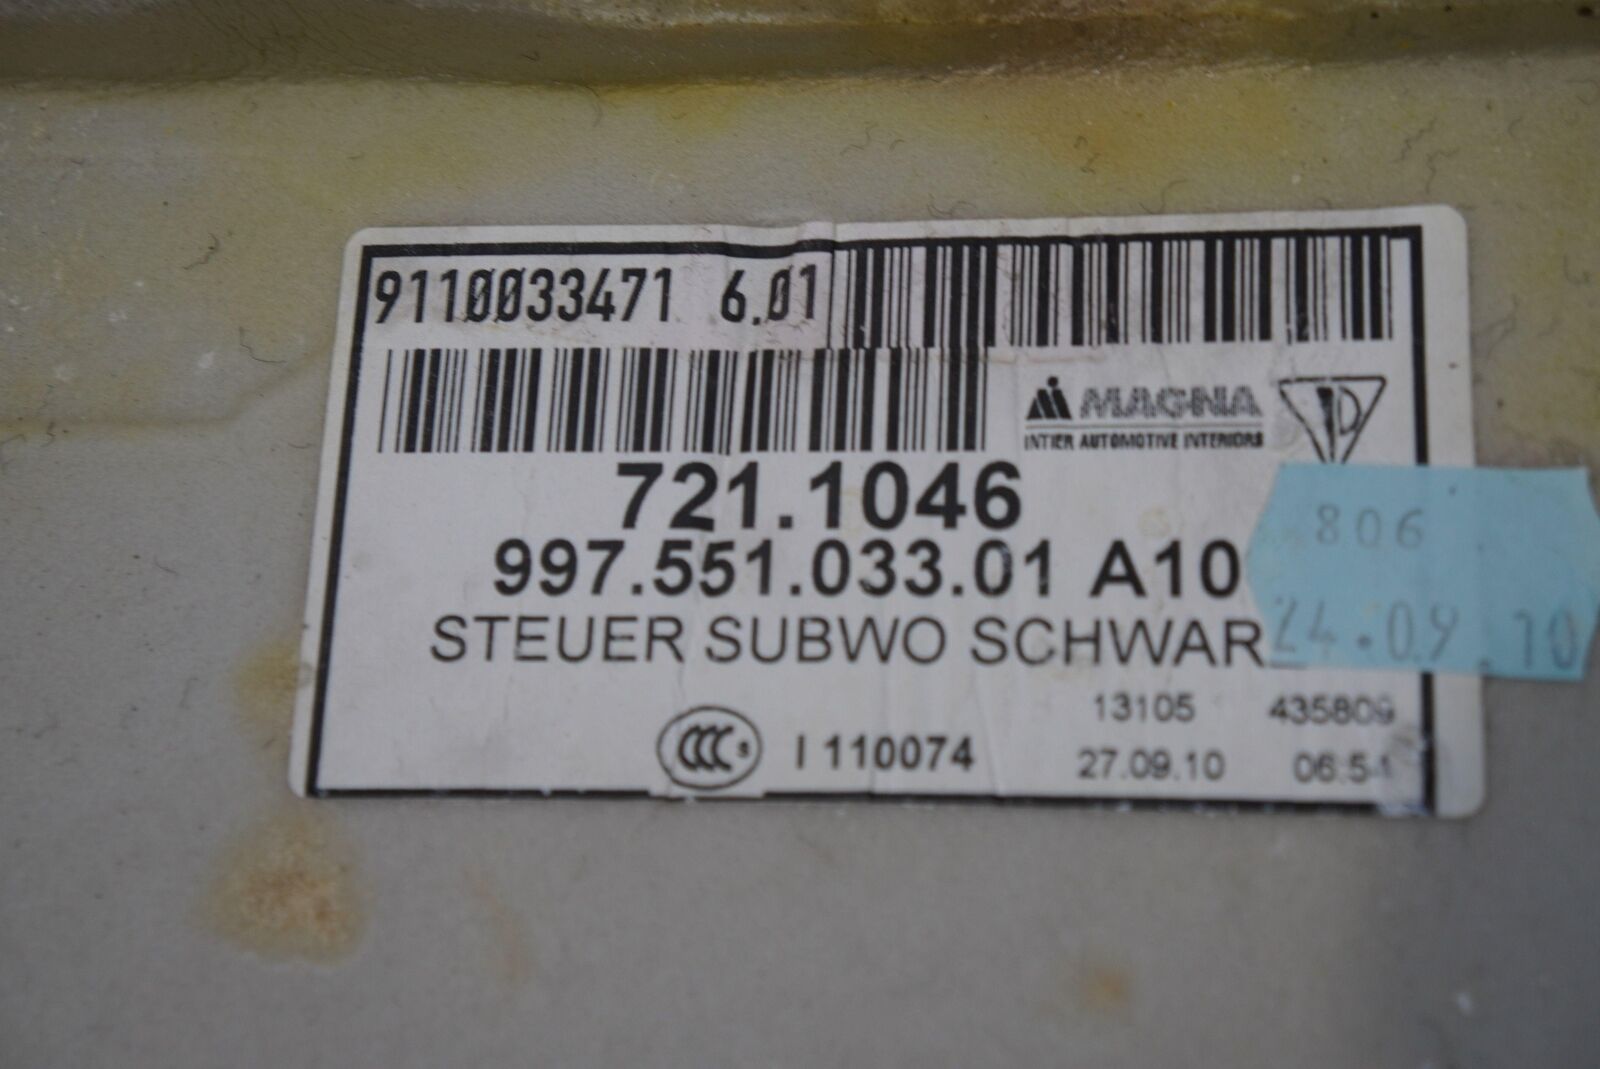 9110033471 6.01
MAGNA
INTIER AUTOMOTIVE INTERIORS
721.1046
997.551.033.01 A10
806
STEUER SUBWO SCHWAR
24.09.10
13105 435809
CCC S I 110074
27.09.10 06:51